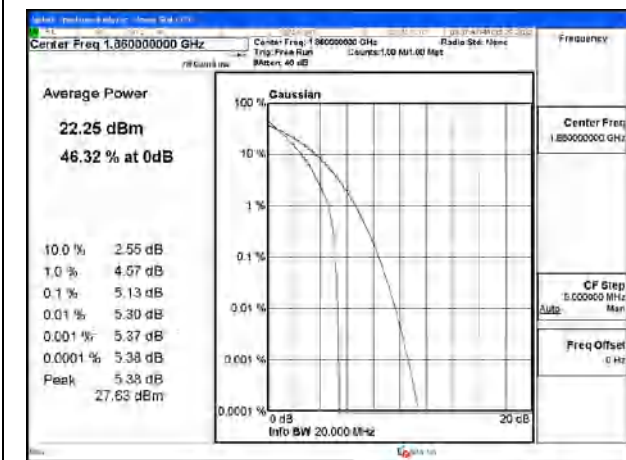 Center Freq 1.860000000 GHz
Center Freq: 1.860000000 GHz
Radio Std: None
Trig: Free Run
Counts:1.00 M/1.00 Mpt
#Atten: 40 dB
Frequency
Average Power
22.25 dBm
46.32 % at 0dB
10.0 % 2.55 dB
1.0 % 4.57 dB
0.1 % 5.13 dB
0.01 % 5.30 dB
0.001 % 5.37 dB
0.0001 % 5.38 dB
Peak 5.38 dB
27.63 dBm
Gaussian
100 %
10 %
1 %
0.1 %
0.01 %
0.001 %
0.0001 %
0 dB
20 dB
Info BW 20.000 MHz
Center Freq
1.860000000 GHz
CF Step
5.000000 MHz
Auto Man
Freq Offset
0 Hz